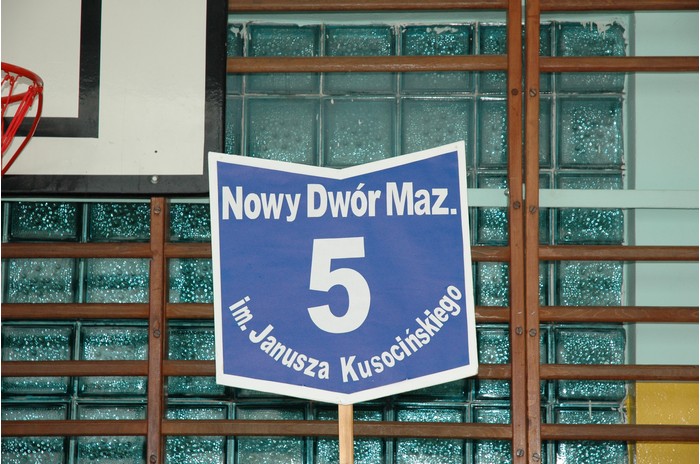 Nowy Dwór Maz.
5
im. Janusza Kusocińskiego